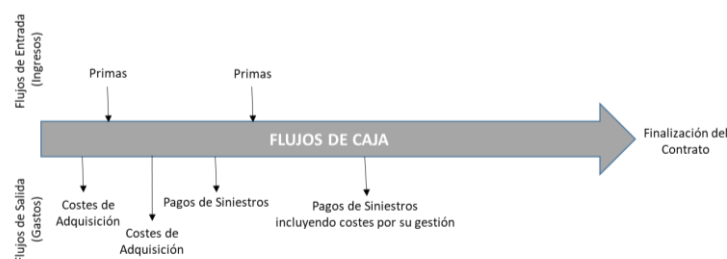 Flujos de Entrada
(Ingresos)
Primas
Primas
FLUJOS DE CAJA
Finalización del
Contrato
Flujos de Salida
(Gastos)
Costes de
Adquisición
Costes de
Adquisición
Pagos de Siniestros
Pagos de Siniestros
incluyendo costes por su gestión